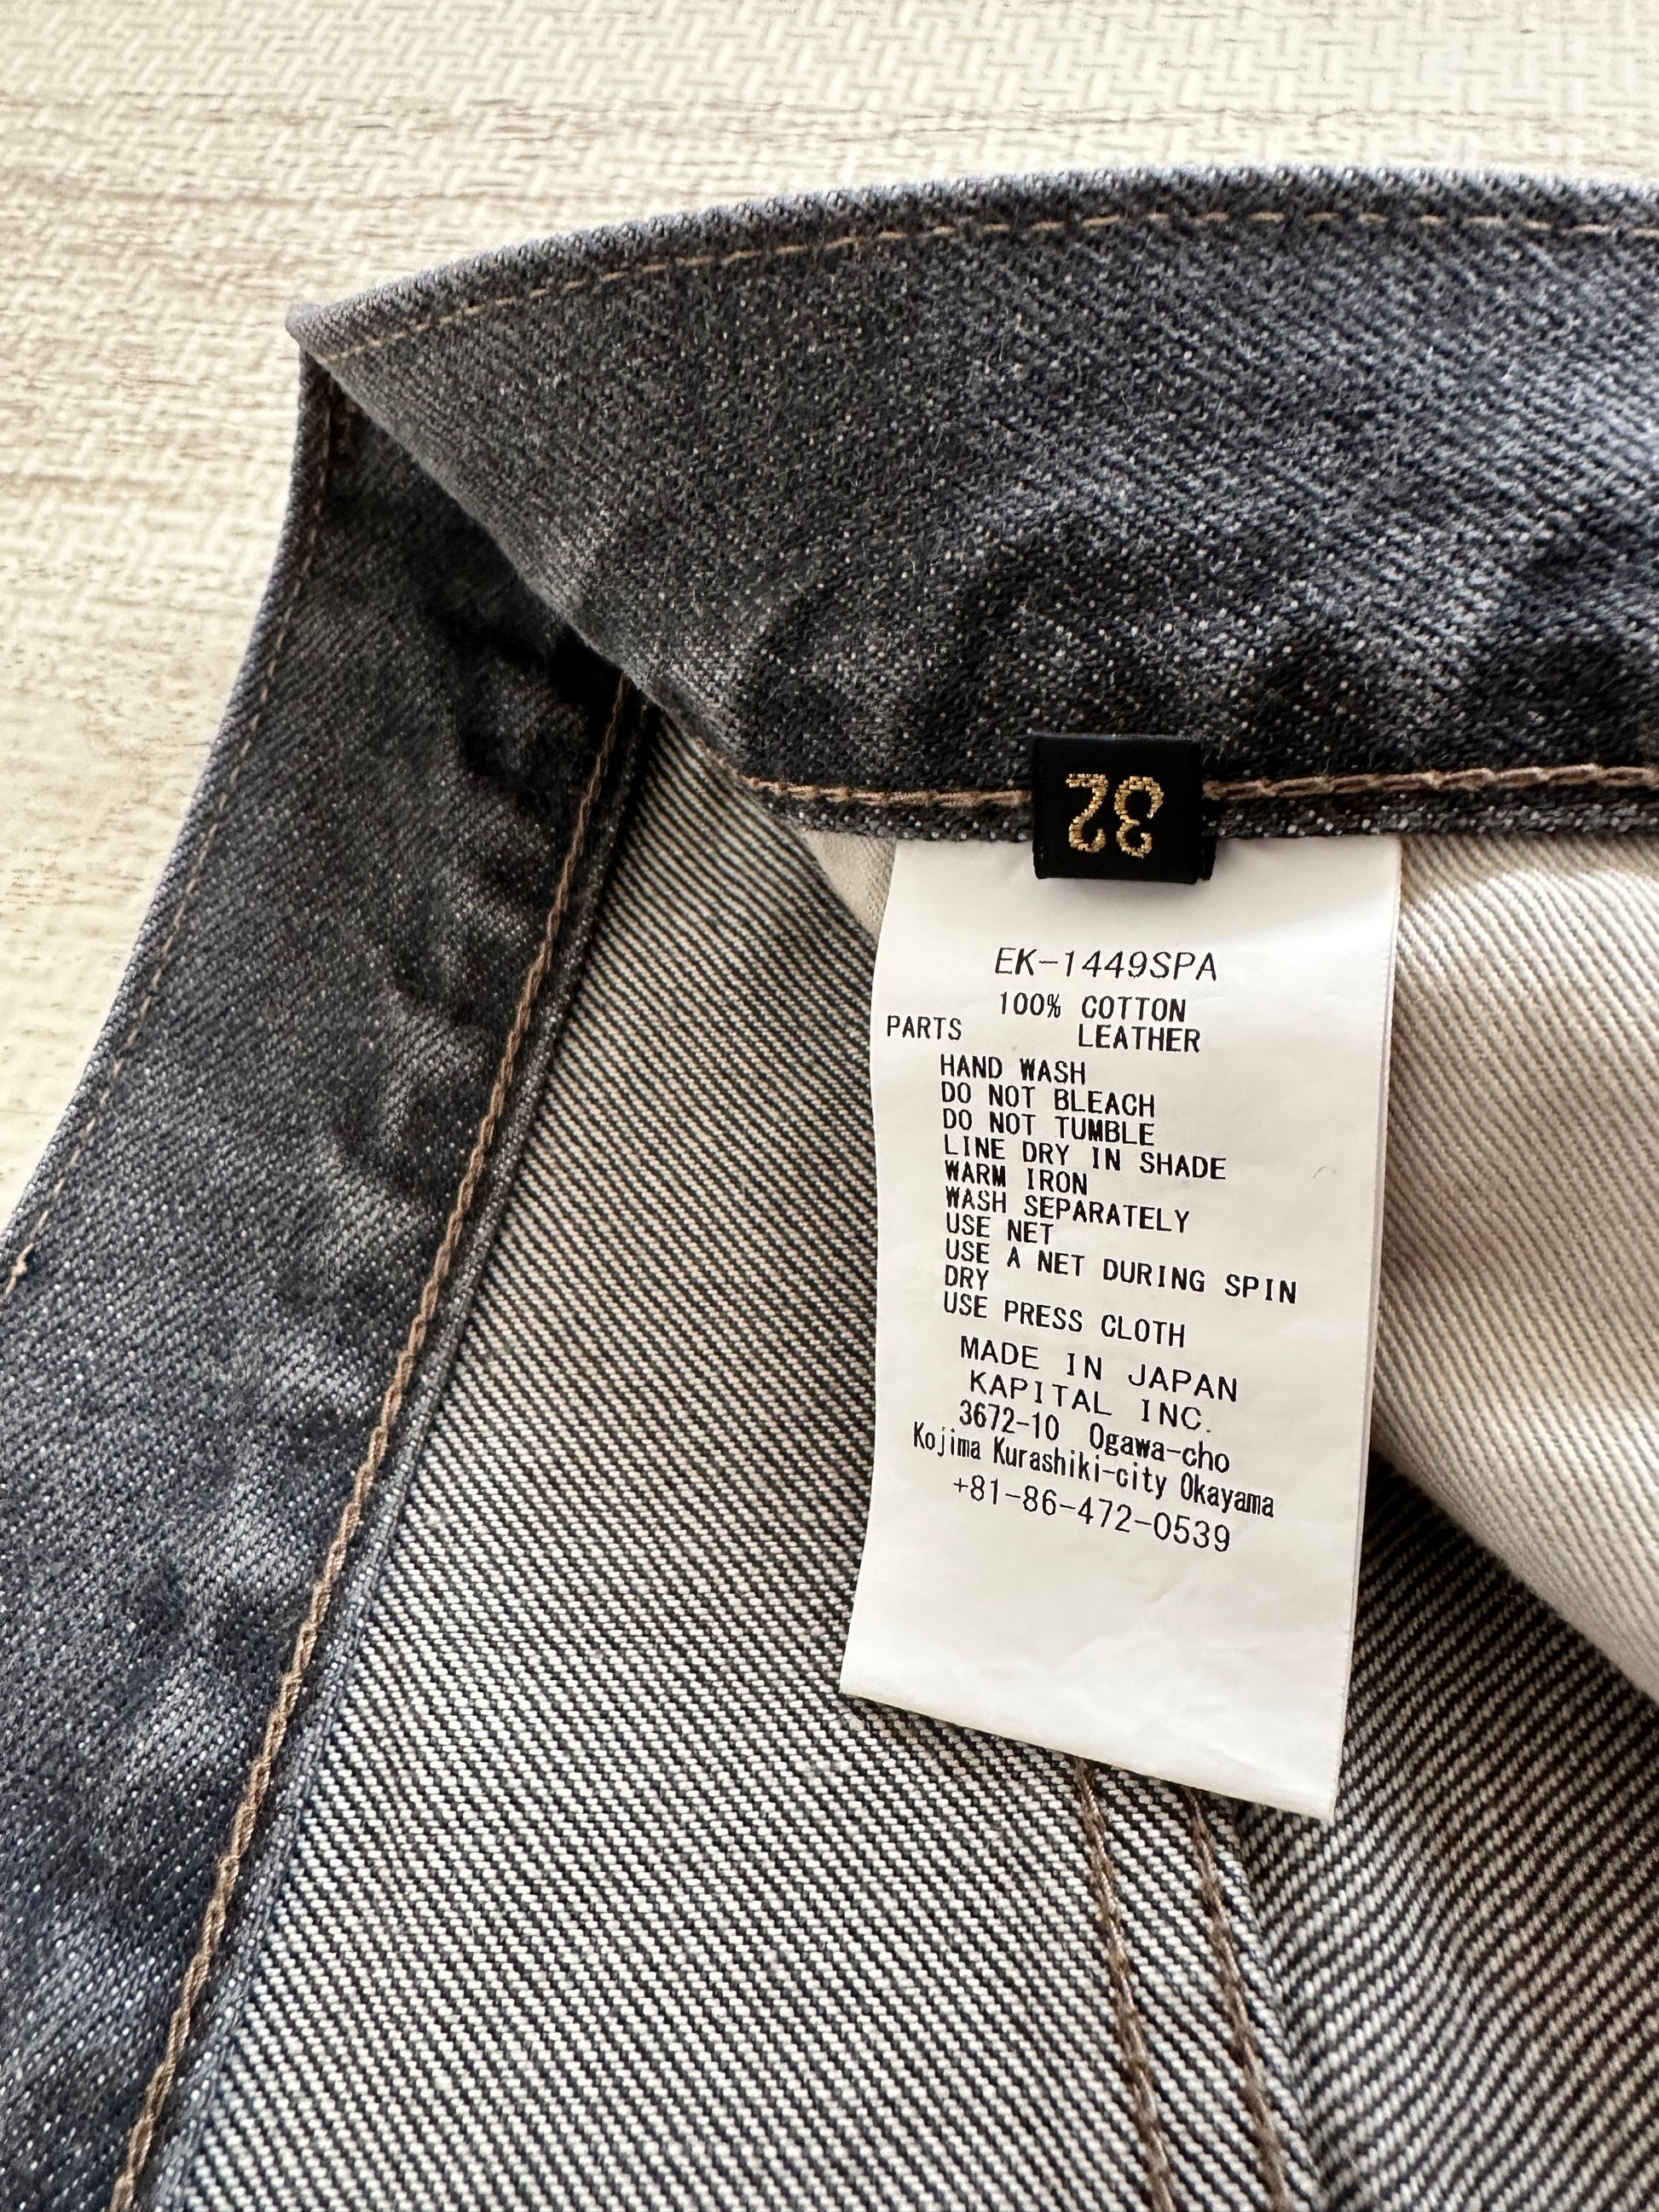 32
EK-1449SPA
100% COTTON
PARTS LEATHER
HAND WASH
DO NOT BLEACH
DO NOT TUMBLE
LINE DRY IN SHADE
WARM IRON
WASH SEPARATELY
USE NET
USE A NET DURING SPIN
DRY
USE PRESS CLOTH
MADE IN JAPAN
KAPITAL INC.
3672-10 Ogawa-cho
Kojima Kurashiki-city Okayama
+81-86-472-0539